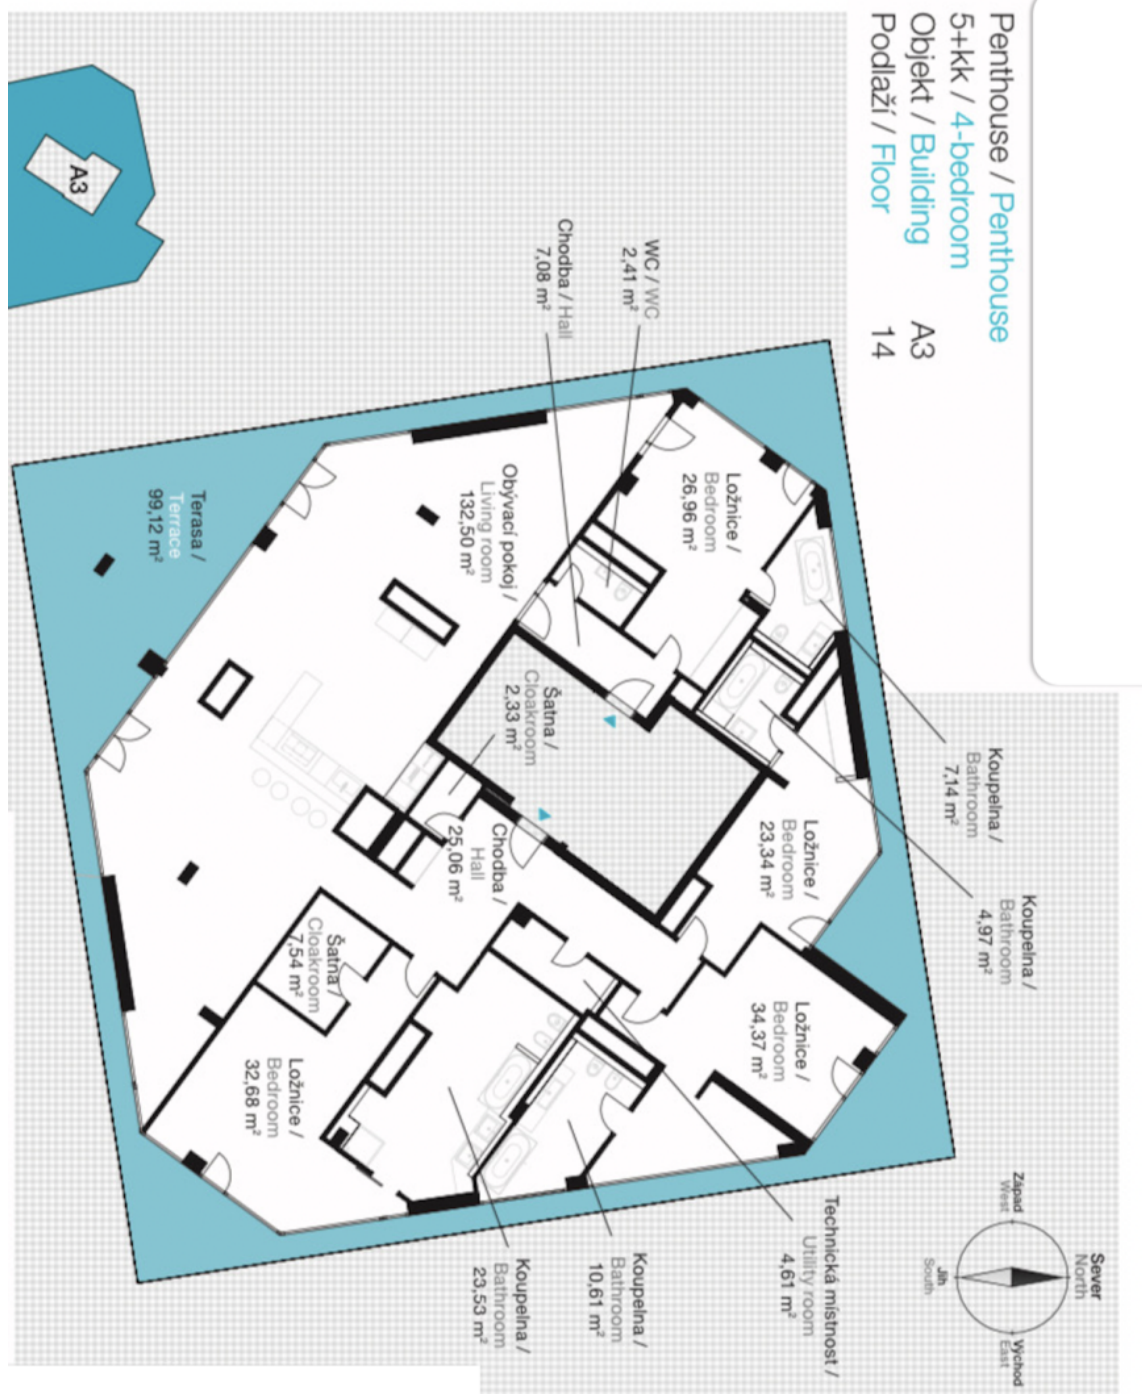 Penthouse / Penthouse
5+kk / 4-bedroom
Objekt / Building A3
Podlaží / Floor 14
A3
WC / WC
2,41 m²
Chodba / Hall
7,08 m²
Ložnice /
Bedroom
26,96 m²
Obývací pokoj /
Living room
132,50 m²
Terasa /
Terrace
99,12 m²
Šatna /
Cloakroom
2,33 m²
Koupelna /
Bathroom
7,14 m²
Koupelna /
Bathroom
4,97 m²
Ložnice /
Bedroom
23,34 m²
Chodba /
Hall
25,06 m²
Šatna /
Cloakroom
7,54 m²
Ložnice /
Bedroom
34,37 m²
Ložnice /
Bedroom
32,68 m²
Technická místnost /
Utility room
4,61 m²
Koupelna /
Bathroom
10,61 m²
Koupelna /
Bathroom
23,53 m²
Sever
North
Západ
West
Východ
East
Jih
South